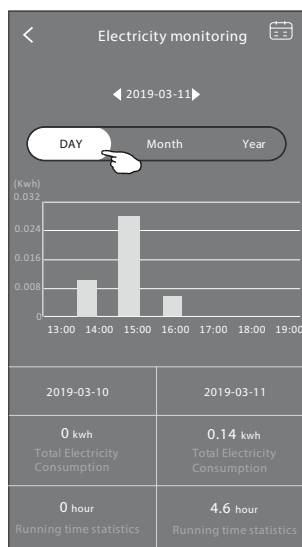 Electricity monitoring
2019-03-11
DAY Month Year
(Kwh)
0.032
0.024
0.016
0.008
0
13:00 14:00 15:00 16:00 17:00 18:00 19:00
2019-03-10 2019-03-11
0 kwh 0.14 kwh
Total Electricity Total Electricity
Consumption Consumption
0 hour 4.6 hour
Running time statistics Running time statistics